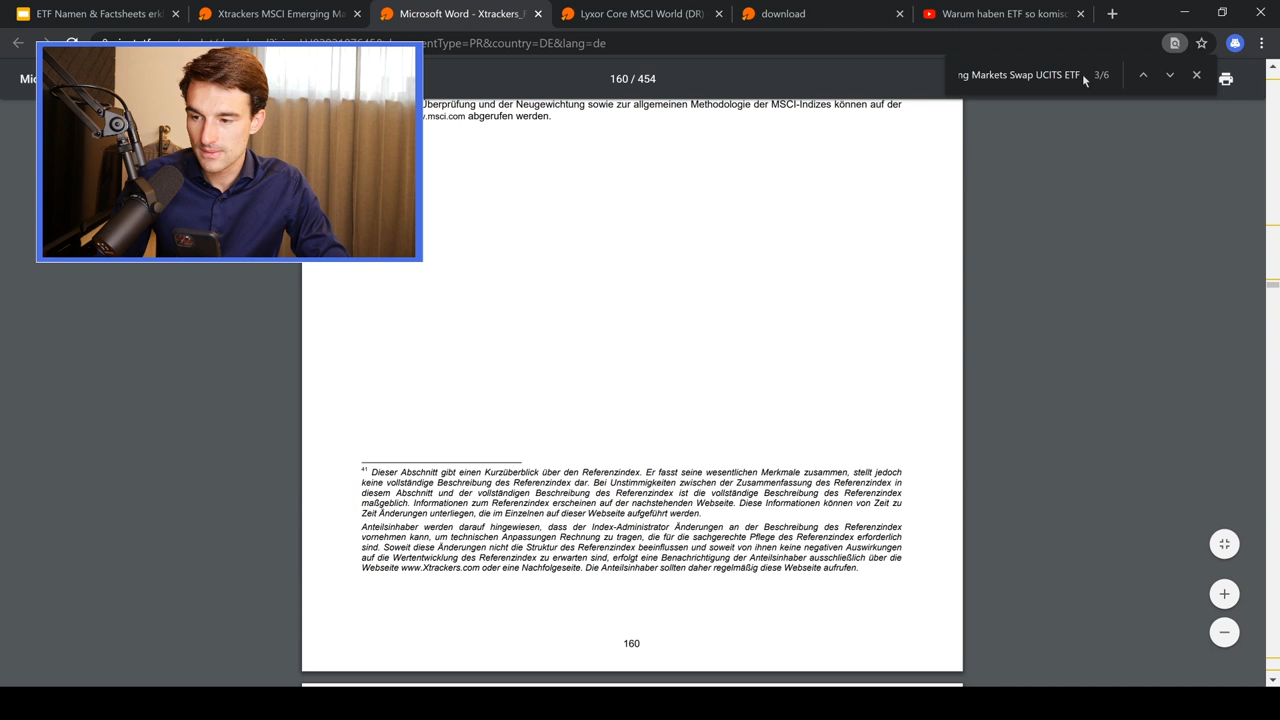 ETF Namen & Factsheets erkl
Xtrackers MSCI Emerging Ma
Microsoft Word - Xtrackers_
Lyxor Core MSCI World (DR)
download
Warum haben ETF so komisc
entType=PR&country=DE&lang=de
Mic
160 / 454
ng Markets Swap UCITS ETF
3/6
Überprüfung und der Neugewichtung sowie zur allgemeinen Methodologie der MSCI-Indizes können auf der
.msci.com abgerufen werden.
41 Dieser Abschnitt gibt einen Kurzüberblick über den Referenzindex. Er fasst seine wesentlichen Merkmale zusammen, stellt jedoch
keine vollständige Beschreibung des Referenzindex dar. Bei Unstimmigkeiten zwischen der Zusammenfassung des Referenzindex in
diesem Abschnitt und der vollständigen Beschreibung des Referenzindex ist die vollständige Beschreibung des Referenzindex
maßgeblich. Informationen zum Referenzindex erscheinen auf der nachstehenden Webseite. Diese Informationen können von Zeit zu
Zeit Änderungen unterliegen, die im Einzelnen auf dieser Webseite aufgeführt werden.
Anteilsinhaber werden darauf hingewiesen, dass der Index-Administrator Änderungen an der Beschreibung des Referenzindex
vornehmen kann, um technischen Anpassungen Rechnung zu tragen, die für die sachgerechte Pflege des Referenzindex erforderlich
sind. Soweit diese Änderungen nicht die Struktur des Referenzindex beeinflussen und soweit von ihnen keine negativen Auswirkungen
auf die Wertentwicklung des Referenzindex zu erwarten sind, erfolgt eine Benachrichtigung der Anteilsinhaber ausschließlich über die
Webseite www.Xtrackers.com oder eine Nachfolgeseite. Die Anteilsinhaber sollten daher regelmäßig diese Webseite aufrufen.
160